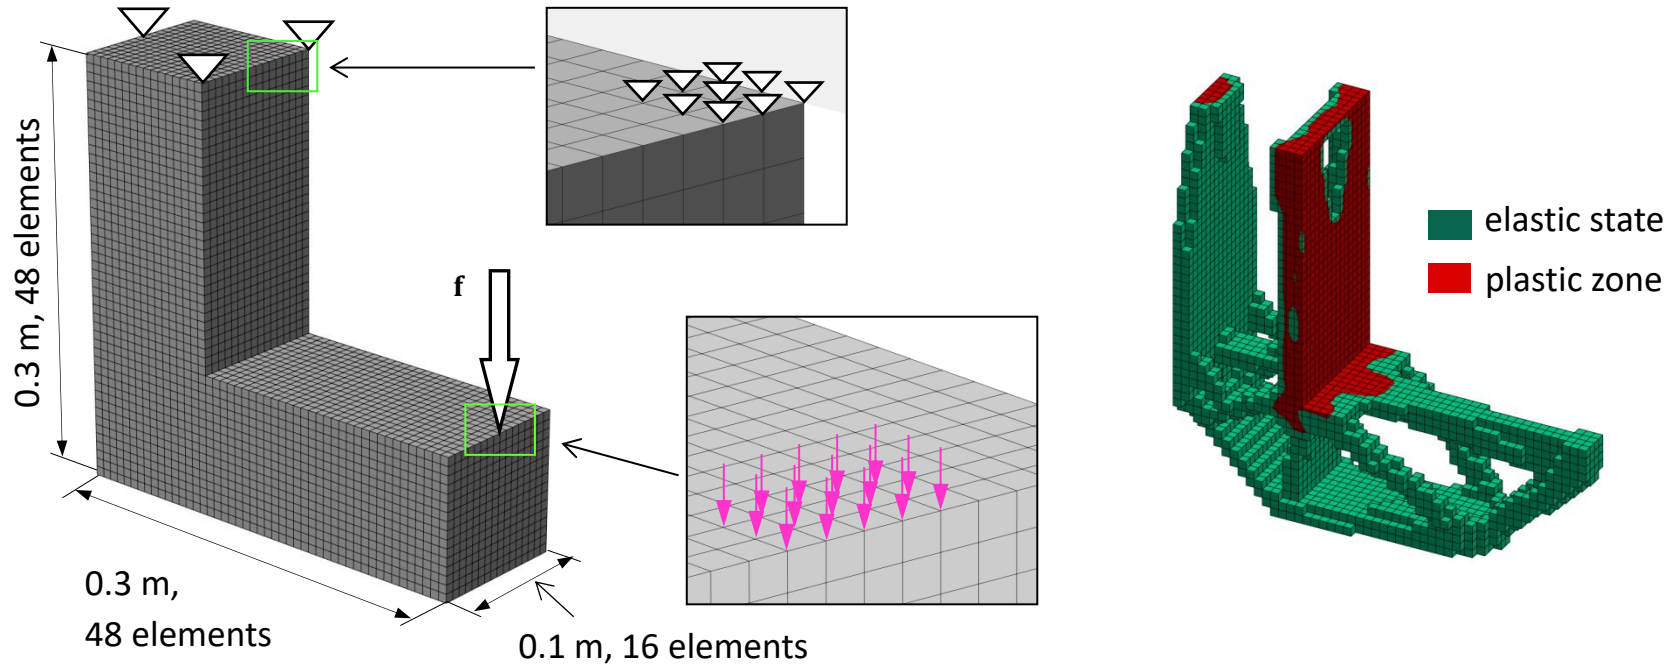 0.3 m, 48 elements
f
elastic state
plastic zone
0.3 m,
48 elements
0.1 m, 16 elements